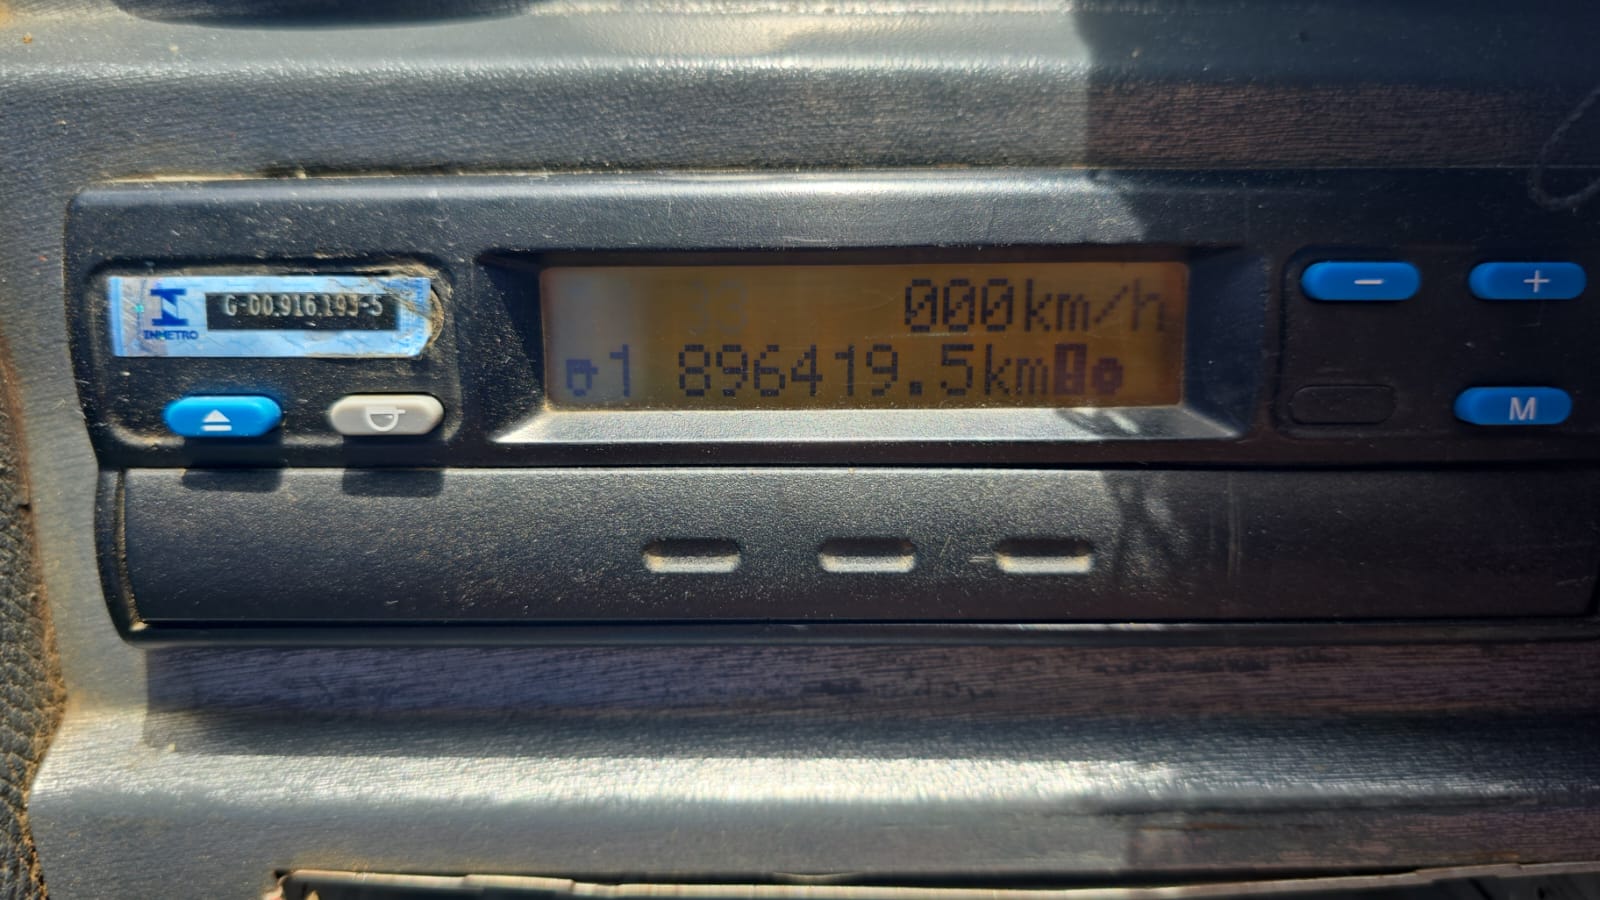 000km/h
1 896419.5km
G-00.916.193-5
INMETRO
− +
M